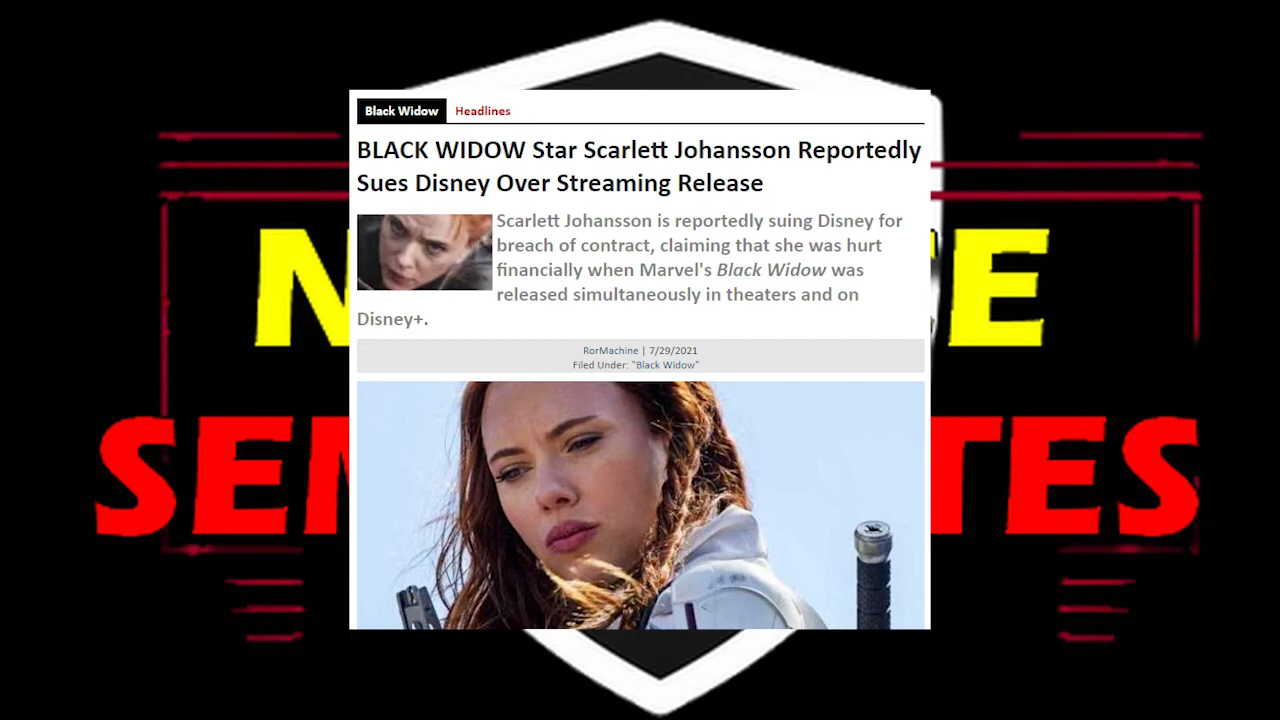 Black Widow Headlines
BLACK WIDOW Star Scarlett Johansson Reportedly
Sues Disney Over Streaming Release
Scarlett Johansson is reportedly suing Disney for
breach of contract, claiming that she was hurt
financially when Marvel's Black Widow was
released simultaneously in theaters and on
Disney+.
RorMachine | 7/29/2021
Filed Under: "Black Widow"